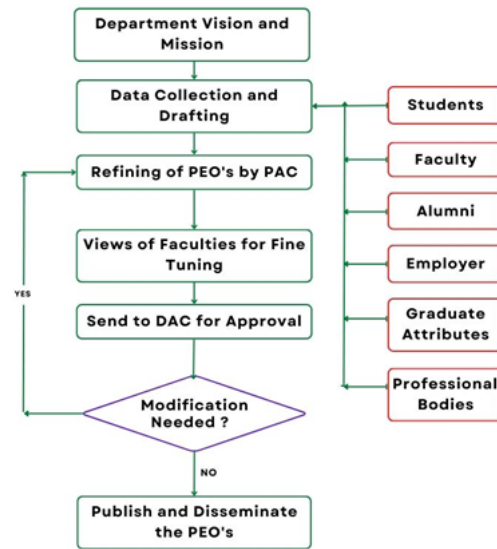 Department Vision and
Mission
Data Collection and
Drafting
Students
Refining of PEO's by PAC
Faculty
Alumni
Views of Faculties for Fine
Tuning
Employer
YES
Send to DAC for Approval
Graduate
Attributes
Professional
Bodies
Modification
Needed ?
NO
Publish and Disseminate
the PEO's